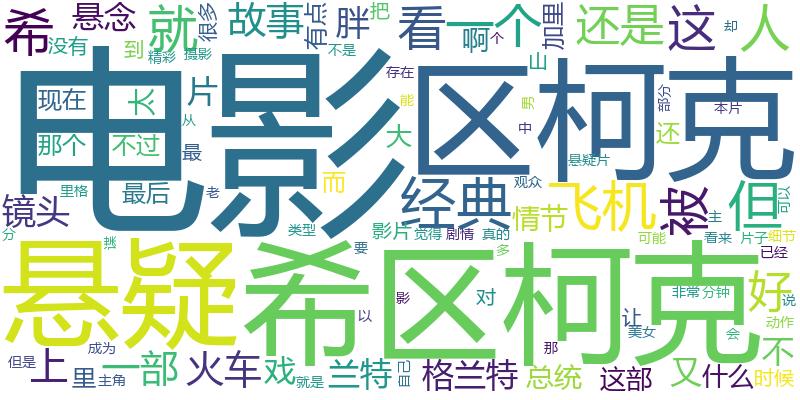 希
悬念
就
很多
故事
有点
胖
把
看
一个
啊
个
加里
还是
这
却
人
没有
到
精彩
摄影
不是
电影
区柯克
现在
太
片
从
存在
能
曰
男
部分
本片
那个
不过
最
大
中
还
悬疑片
里格
最后
老
而
经典
观众
飞机
被
主
但
可以
镜头
情节
分
类型
影片
觉得
剧情
真的
可能
看来
片子
细节
悬疑
希区柯克
要
多
已经
非常
分钟
好
说
对
影
以
让
美女
会
动作
但是
上
成为
里
一部
主角
火车
戏
就是
兰特
自己
格兰特
那
总统
这部
又
什么
不
时候